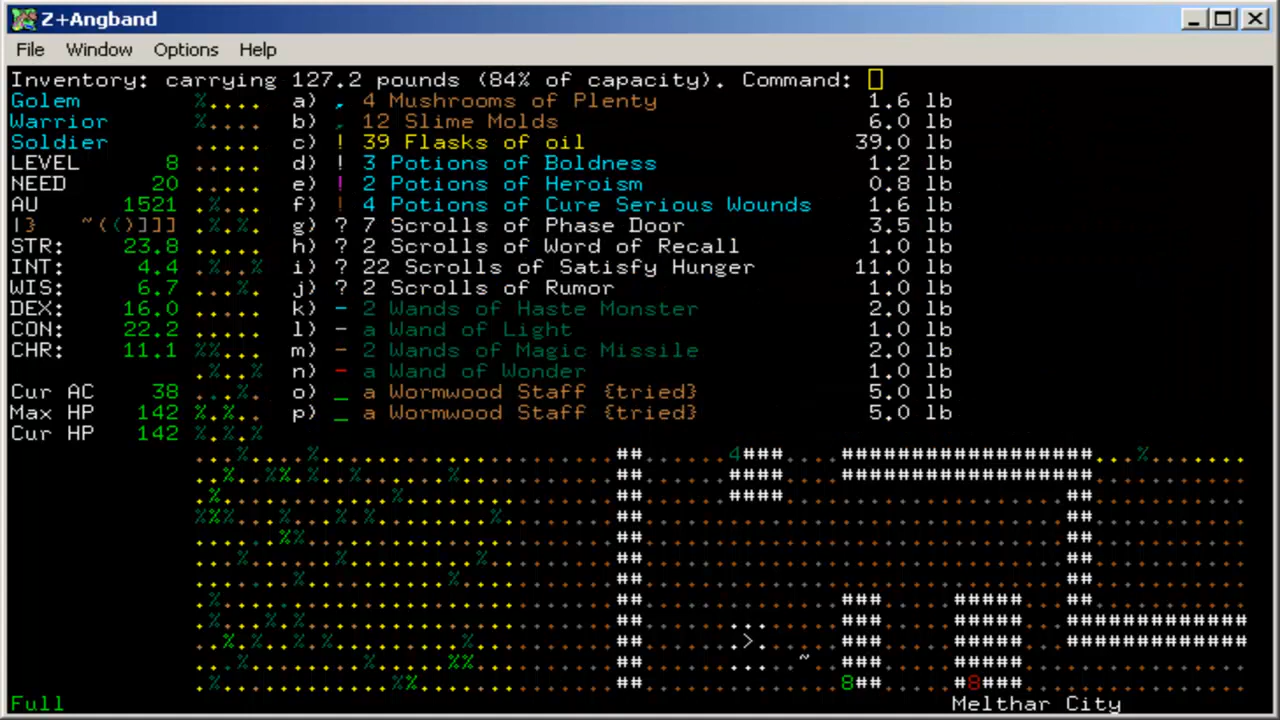 Z+Angband
File Window Options Help
Inventory: carrying 127.2 pounds (84% of capacity). Command:
Golem %.... a) , 4 Mushrooms of Plenty 1.6 lb
Warrior %.... b) , 12 Slime Molds 6.0 lb
Soldier ..... c) ! 39 Flasks of oil 39.0 lb
LEVEL 8 ..... d) ! 3 Potions of Boldness 1.2 lb
NEED 20 ..... e) ! 2 Potions of Heroism 0.8 lb
AU 1521 .%... f) ! 4 Potions of Cure Serious Wounds 1.6 lb
|} ~(()]]] .%.%. g) ? 7 Scrolls of Phase Door 3.5 lb
STR: 23.8 ..... h) ? 2 Scrolls of Word of Recall 1.0 lb
INT: 4.4 .%..% i) ? 22 Scrolls of Satisfy Hunger 11.0 lb
WIS: 6.7 ...%. j) ? 2 Scrolls of Rumor 1.0 lb
DEX: 16.0 ..... k) - 2 Wands of Haste Monster 2.0 lb
CON: 22.2 ..... l) - a Wand of Light 1.0 lb
CHR: 11.1 %%... m) - 2 Wands of Magic Missile 2.0 lb
.%..% n) - a Wand of Wonder 1.0 lb
Cur AC 38 ...%. o) _ a Wormwood Staff {tried} 5.0 lb
Max HP 142 %.%.. p) _ a Wormwood Staff {tried} 5.0 lb
Cur HP 142 %.%.%
Full Melthar City